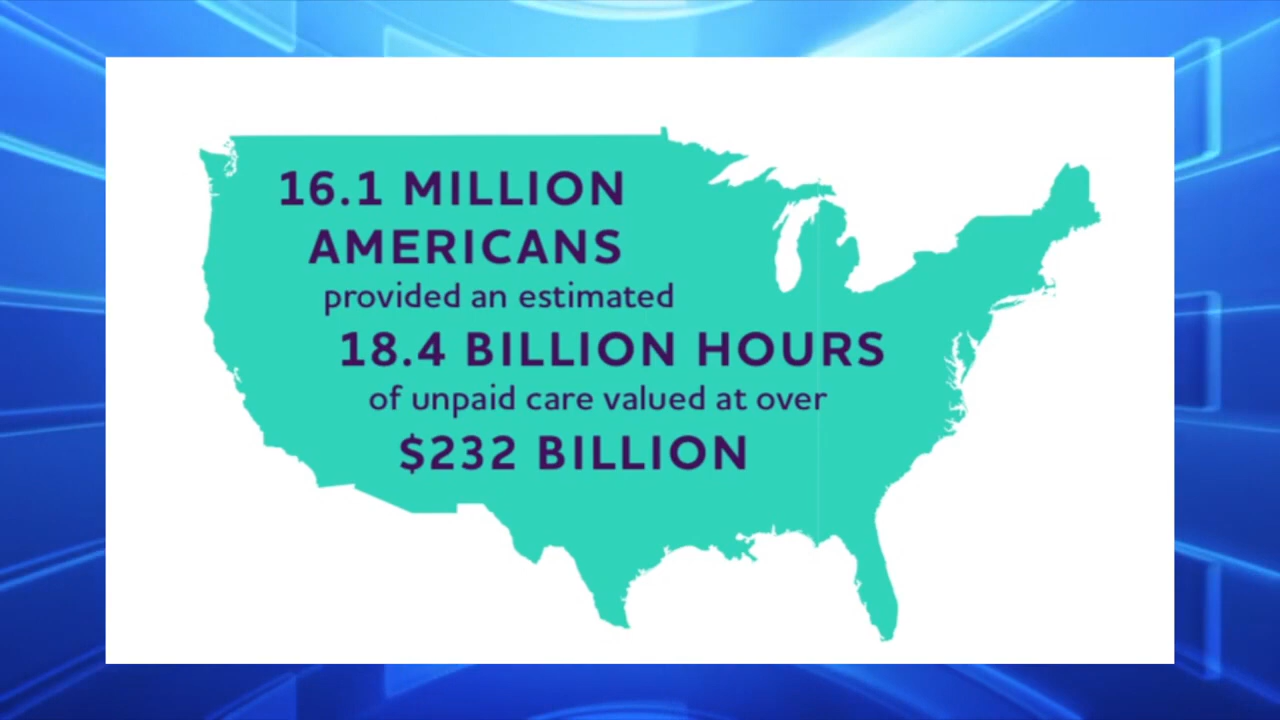 16.1 MILLION
AMERICANS
provided an estimated
18.4 BILLION HOURS
of unpaid care valued at over
$232 BILLION